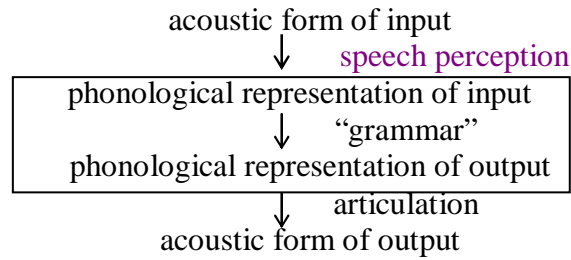 acoustic form of input
speech perception
phonological representation of input
“grammar”
phonological representation of output
articulation
acoustic form of output